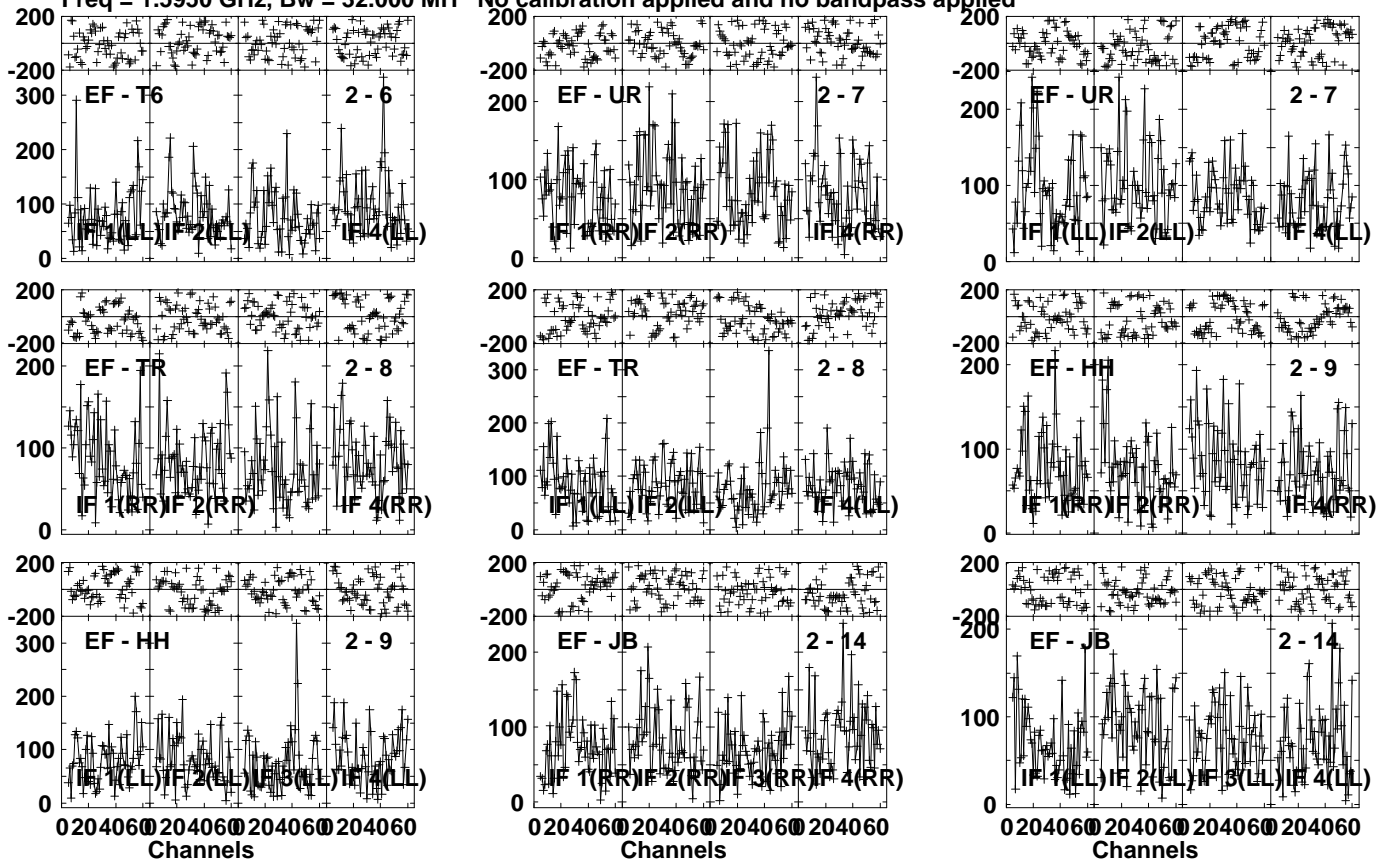 Freq = 1.5950 GHz, Bw = 32.000 MH No calibration applied and no bandpass applied
200 200 200
-200 -200 -200
EF - T6 2 - 6 EF - UR 2 - 7 EF - UR 2 - 7
300 200 200
200 100 100
100 0 0
0
IF 1(LL) IF 2(LL) IF 4(LL) IF 1(RR) IF 2(RR) IF 4(RR) IF 1(LL) IF 2(LL) IF 4(LL)
200 200 200
-200 -200 -200
EF - TR 2 - 8 EF - TR 2 - 8 EF - HH 2 - 9
200 300 200
100 200 100
0 100 0
0
IF 1(RR) IF 2(RR) IF 4(RR) IF 1(LL) IF 2(LL) IF 4(LL) IF 1(RR) IF 2(RR) IF 4(RR)
200 200 200
-200 -200 -200
EF - HH 2 - 9 EF - JB 2 - 14 EF - JB 2 - 14
300 200 200
200 100 100
100 0 0
0
IF 1(LL) IF 2(LL) IF 3(LL) IF 4(LL) IF 1(RR) IF 2(RR) IF 3(RR) IF 4(RR) IF 1(LL) IF 2(LL) IF 3(LL) IF 4(LL)
0 20 40 60 0 20 40 60 0 20 40 60 0 20 40 60 0 20 40 60 0 20 40 60 0 20 40 60 0 20 40 60 0 20 40 60 0 20 40 60 0 20 40 60 0 20 40 60
Channels Channels Channels